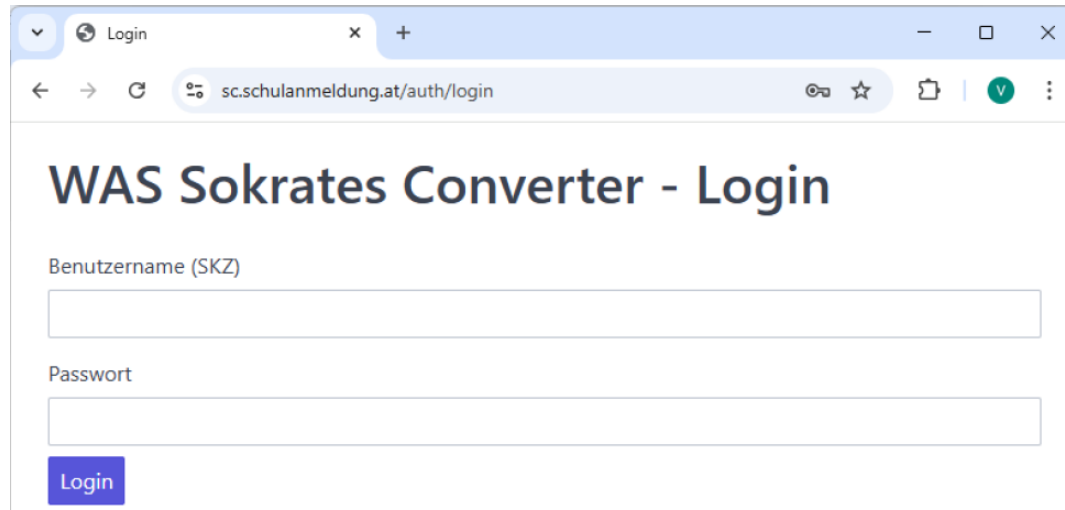 Login
sc.schulanmeldung.at/auth/login
V
WAS Sokrates Converter - Login
Benutzername (SKZ)
Passwort
Login